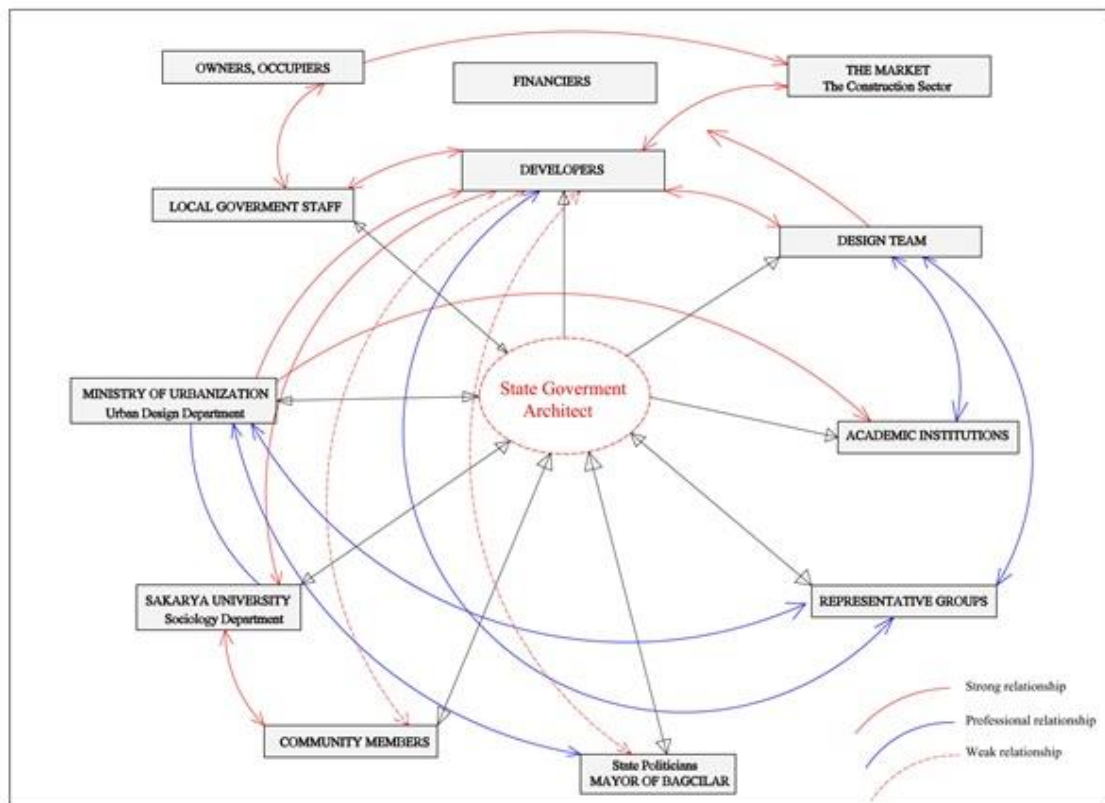 OWNERS, OCCUPIERS
FINANCIERS
THE MARKET
The Construction Sector
DEVELOPERS
LOCAL GOVERMENT STAFF
DESIGN TEAM
State Goverment
Architect
MINISTRY OF URBANIZATION
Urban Design Department
ACADEMIC INSTITUTIONS
SAKARYA UNIVERSITY
Sociology Department
REPRESENTATIVE GROUPS
COMMUNITY MEMBERS
State Politicians
MAYOR OF BAGCILAR
Strong relationship
Professional relationship
Weak relationship